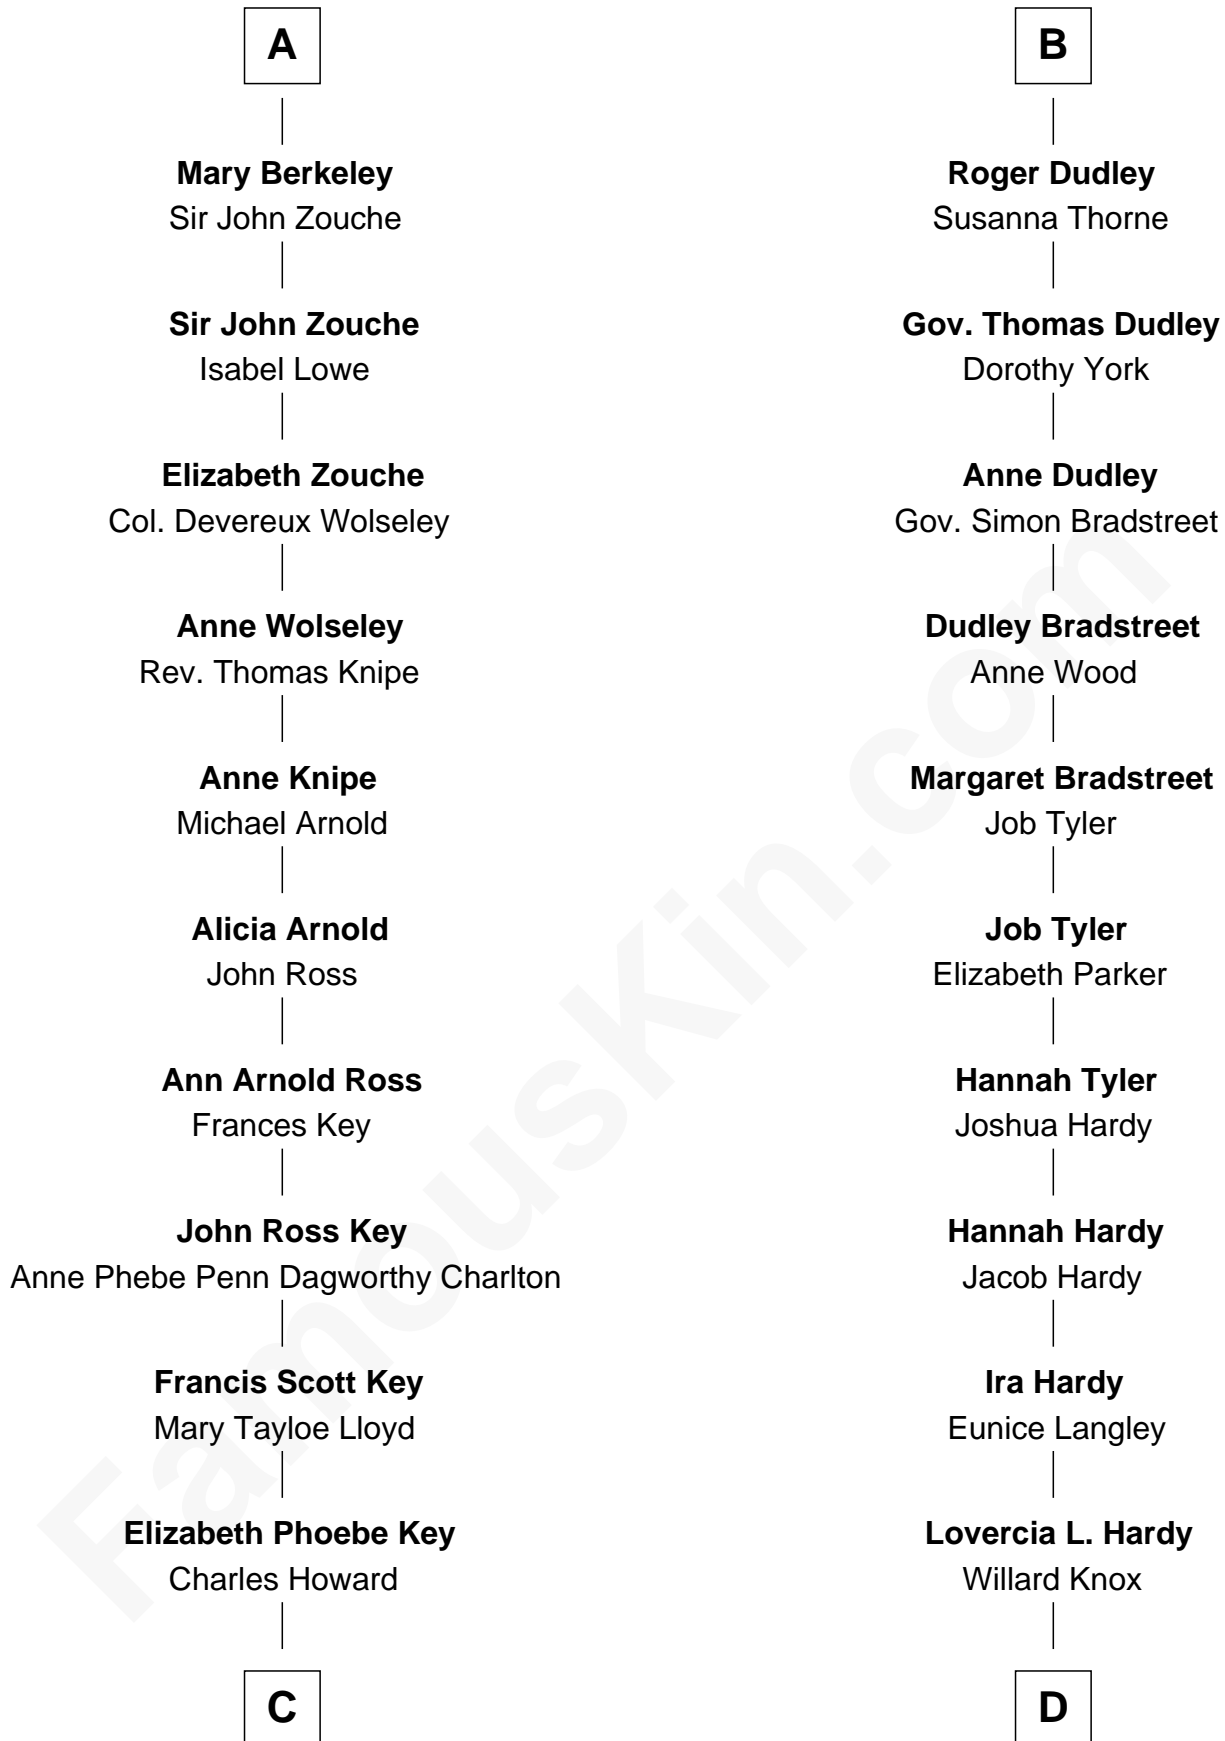 A
Mary Berkeley
Sir John Zouche
Sir John Zouche
Isabel Lowe
Elizabeth Zouche
Col. Devereux Wolseley
Anne Wolseley
Rev. Thomas Knipe
Anne Knipe
Michael Arnold
Alicia Arnold
John Ross
Ann Arnold Ross
Frances Key
John Ross Key
Anne Phebe Penn Dagworthy Charlton
Francis Scott Key
Mary Tayloe Lloyd
Elizabeth Phoebe Key
Charles Howard
C
B
Roger Dudley
Susanna Thorne
Gov. Thomas Dudley
Dorothy York
Anne Dudley
Gov. Simon Bradstreet
Dudley Bradstreet
Anne Wood
Margaret Bradstreet
Job Tyler
Job Tyler
Elizabeth Parker
Hannah Tyler
Joshua Hardy
Hannah Hardy
Jacob Hardy
Ira Hardy
Eunice Langley
Lovercia L. Hardy
Willard Knox
D
FamousKin.com